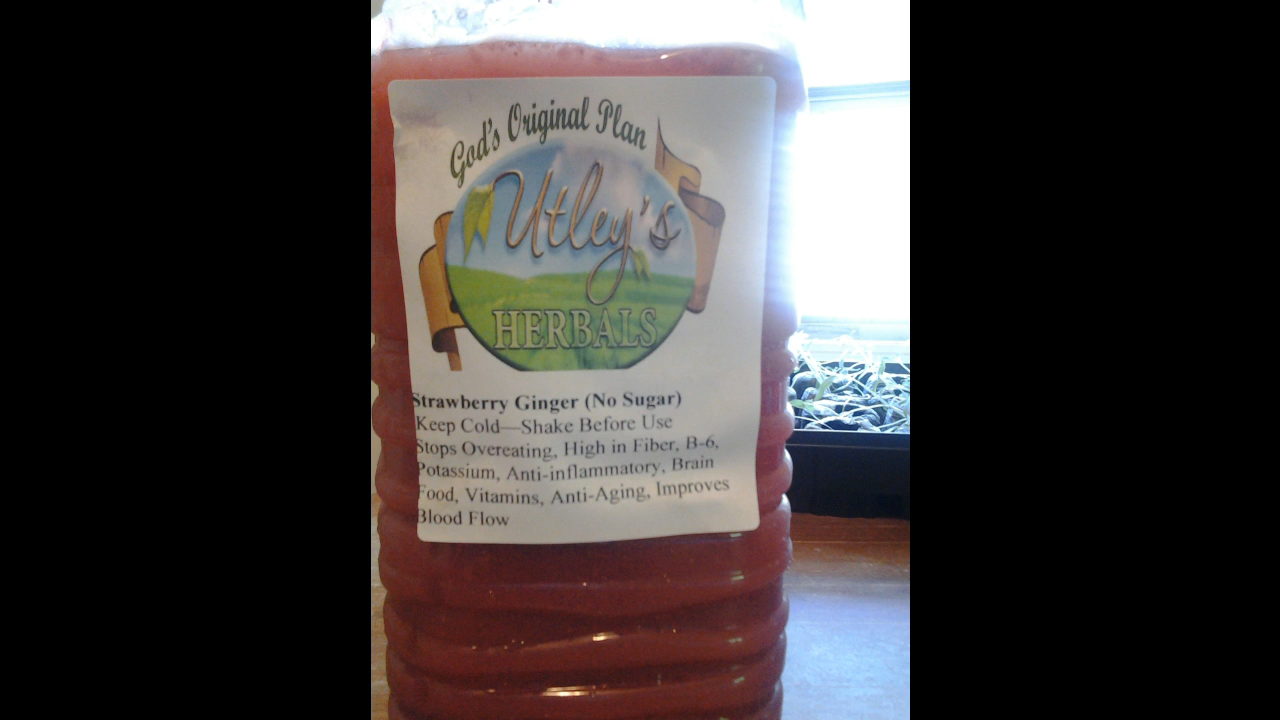 God's Original Plan
Utley's
HERBALS
Strawberry Ginger (No Sugar)
Keep Cold—Shake Before Use
Stops Overeating, High in Fiber, B-6,
Potassium, Anti-inflammatory, Brain
Food, Vitamins, Anti-Aging, Improves
Blood Flow